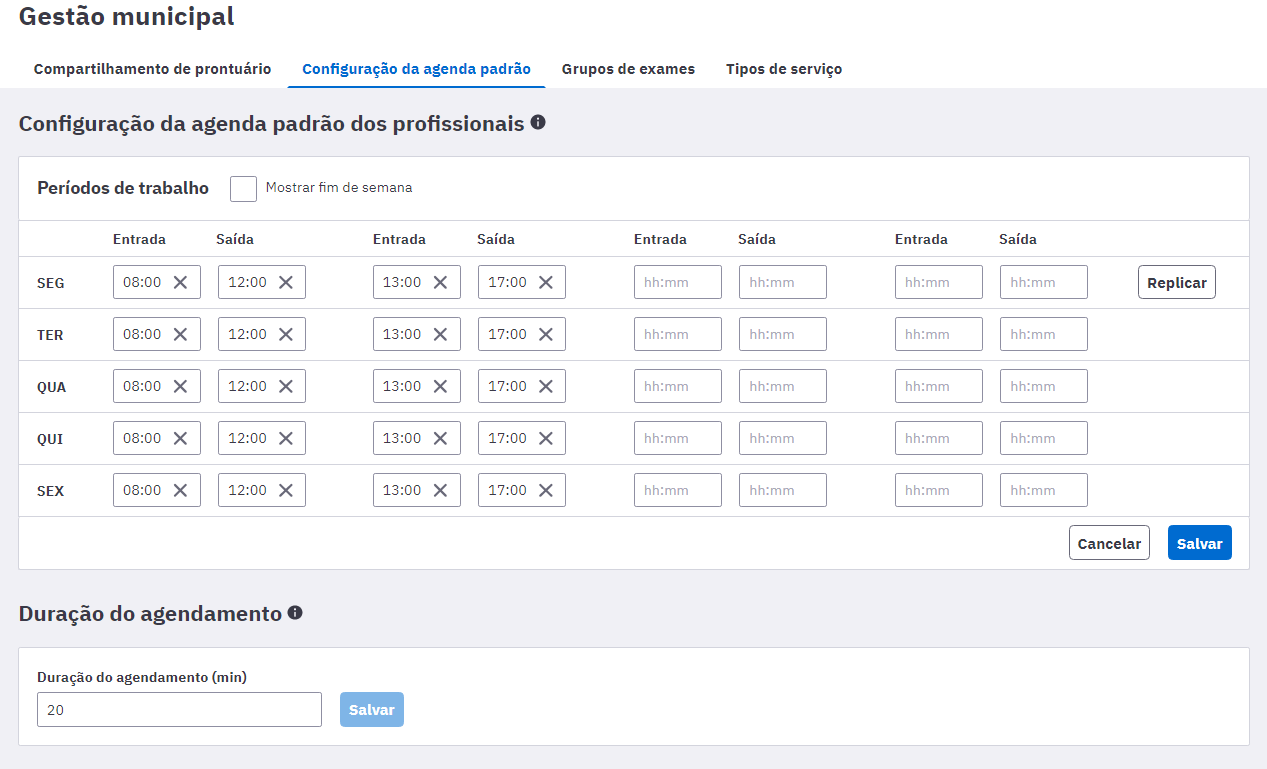 Gestão municipal
Compartilhamento de prontuário Configuração da agenda padrão Grupos de exames Tipos de serviço
Configuração da agenda padrão dos profissionais
Períodos de trabalho Mostrar fim de semana
Entrada Saída Entrada Saída Entrada Saída Entrada Saída
SEG 08:00 12:00 13:00 17:00 hh:mm hh:mm hh:mm hh:mm Replicar
TER 08:00 12:00 13:00 17:00 hh:mm hh:mm hh:mm hh:mm
QUA 08:00 12:00 13:00 17:00 hh:mm hh:mm hh:mm hh:mm
QUI 08:00 12:00 13:00 17:00 hh:mm hh:mm hh:mm hh:mm
SEX 08:00 12:00 13:00 17:00 hh:mm hh:mm hh:mm hh:mm
Cancelar Salvar
Duração do agendamento
Duração do agendamento (min)
20 Salvar